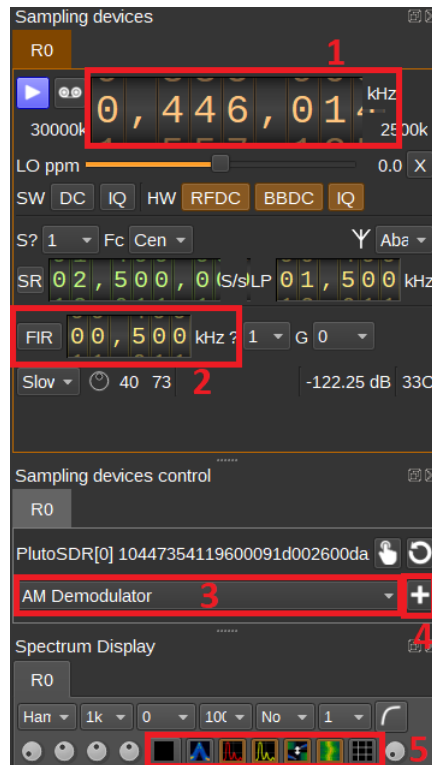 Sampling devices
R0
1
0,446,014 kHz
30000k 2500k
LO ppm 0.0 X
SW DC IQ HW RFDC BBDC IQ
S? 1 Fc Cen Aba
SR 02,500,0 S/s LP 01,500 kHz
FIR 00,500 kHz ? 1 G 0
2
Slov 40 73 -122.25 dB 33C
Sampling devices control
R0
PlutoSDR[0] 10447354119600091d002600da
AM Demodulator 3
4
Spectrum Display
R0
Han 1k 0 10( No 1
5